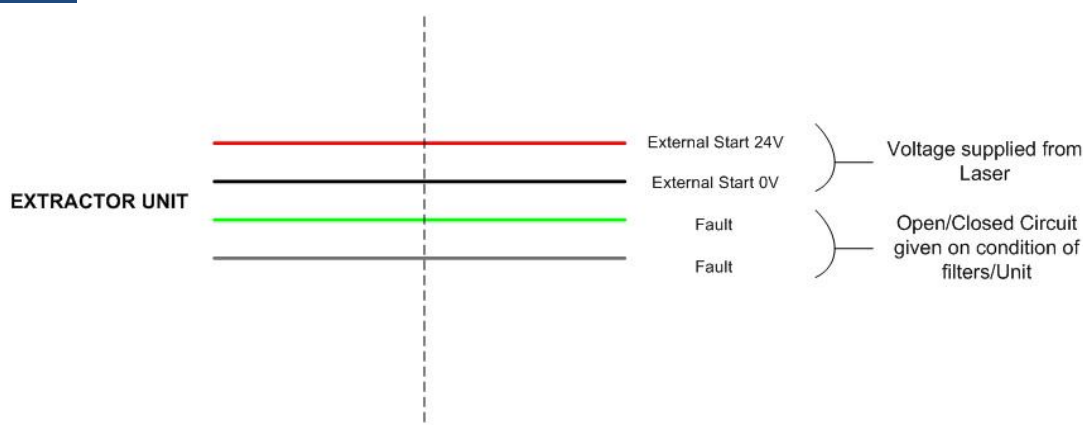 External Start 24V
Voltage supplied from
Laser
External Start 0V
EXTRACTOR UNIT
Fault
Fault
Open/Closed Circuit
given on condition of
filters/Unit